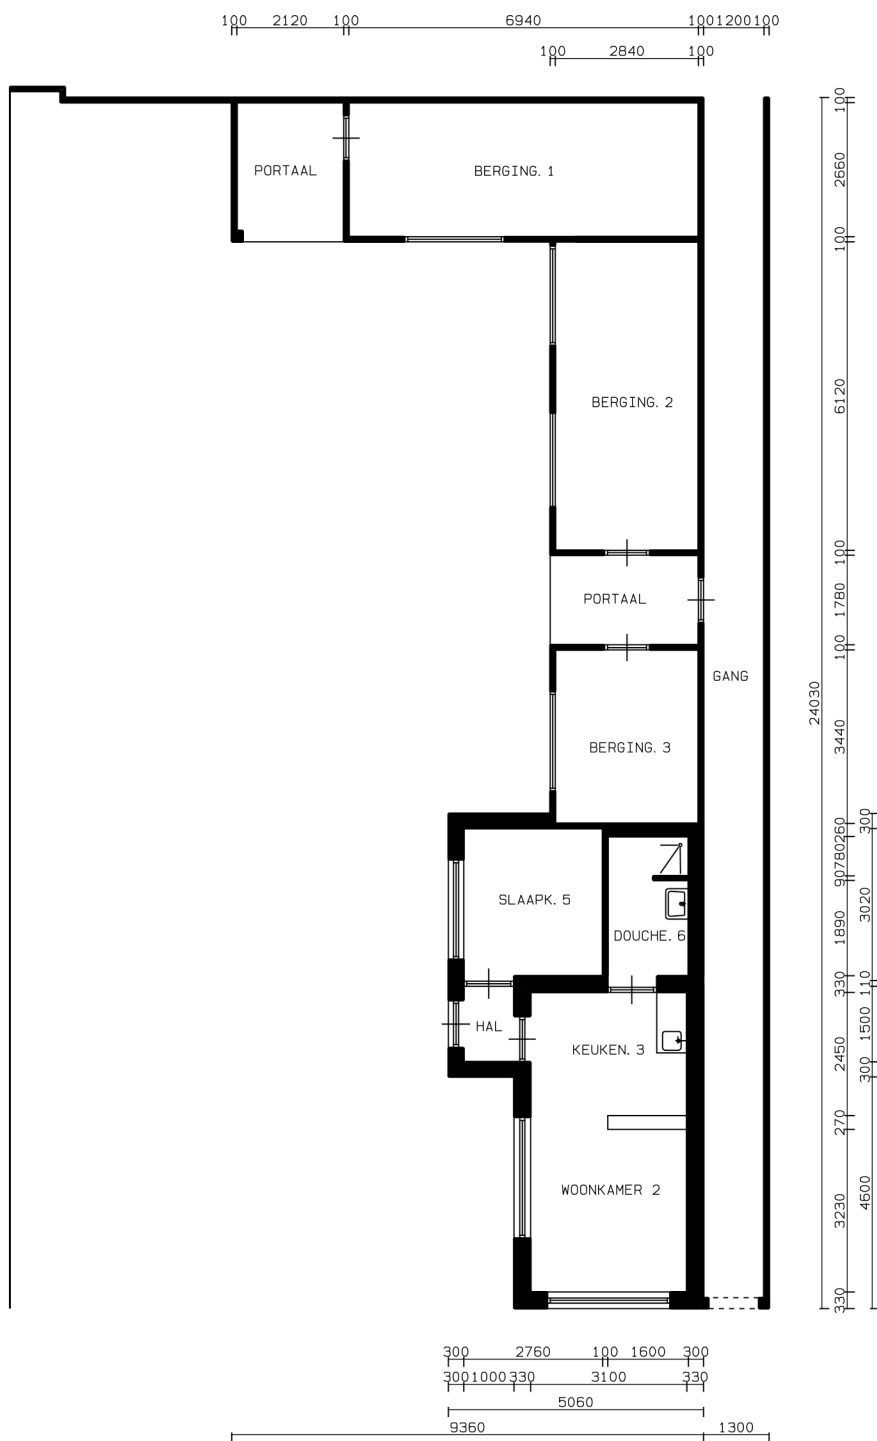 100 2120 100 6940 100 1200 100
100 2840 100
PORTAAL
BERGING. 1
BERGING. 2
PORTAAL
GANG
BERGING. 3
SLAAPK. 5
DOUCHE. 6
HAL
KEUKEN. 3
WOONKAMER 2
24030
100
2660
100
6120
100
1780
100
3440
260
780
90
1890
330
2450
270
3230
330
300
3020
110
1500
300
4600
300 2760 100 1600 300
300 1000 330 3100 330
5060
9360 1300